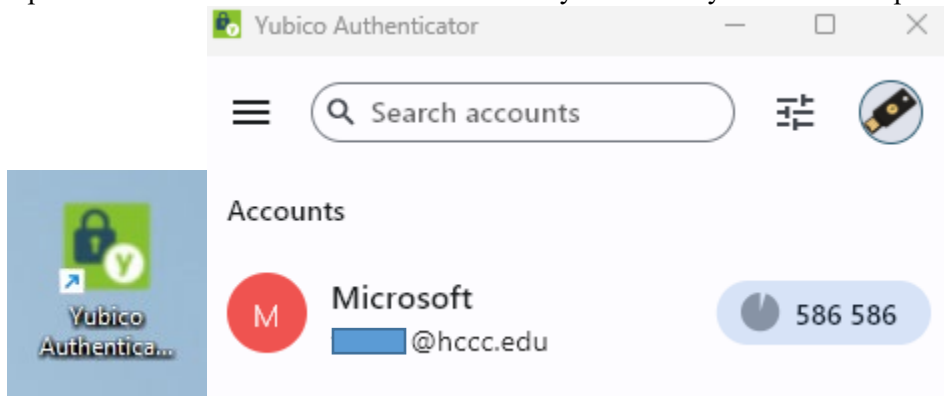 Yubico Authenticator
Search accounts
Accounts
M
Microsoft
@hccc.edu
586 586
y
Yubico
Authentica...